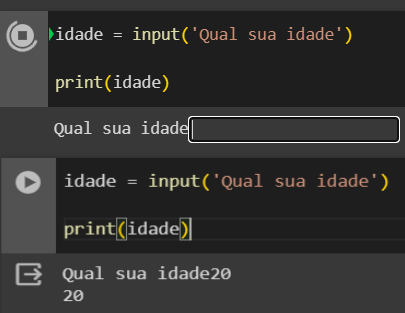 idade = input('Qual sua idade')
print(idade)
Qual sua idade
idade = input('Qual sua idade')
print(idade)
Qual sua idade20
20